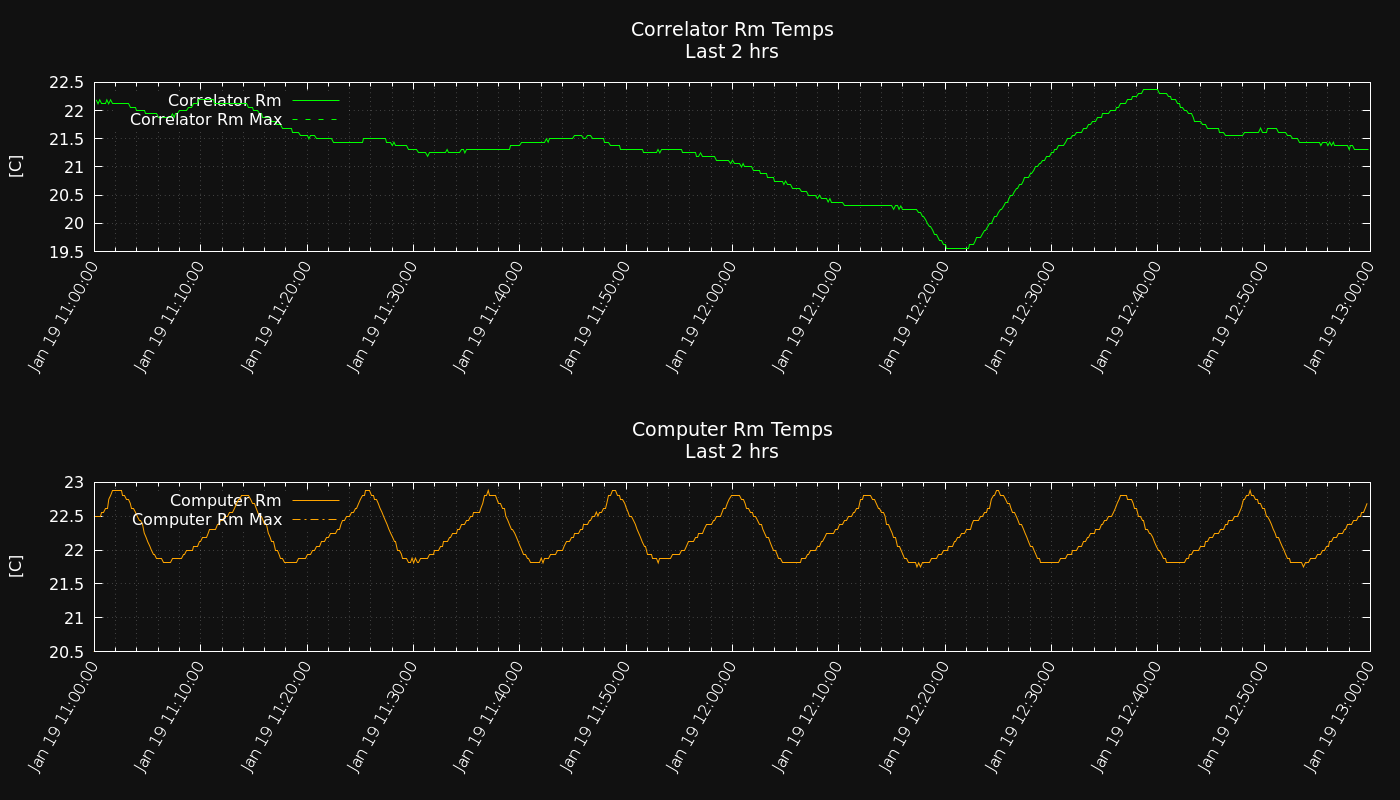 Correlator Rm Temps
Last 2 hrs
22.5
22
21.5
21
20.5
20
19.5
[C]
Correlator Rm
Correlator Rm Max
Jan 19 11:00:00
Jan 19 11:10:00
Jan 19 11:20:00
Jan 19 11:30:00
Jan 19 11:40:00
Jan 19 11:50:00
Jan 19 12:00:00
Jan 19 12:10:00
Jan 19 12:20:00
Jan 19 12:30:00
Jan 19 12:40:00
Jan 19 12:50:00
Jan 19 13:00:00
Computer Rm Temps
Last 2 hrs
23
22.5
22
21.5
21
20.5
[C]
Computer Rm
Computer Rm Max
Jan 19 11:00:00
Jan 19 11:10:00
Jan 19 11:20:00
Jan 19 11:30:00
Jan 19 11:40:00
Jan 19 11:50:00
Jan 19 12:00:00
Jan 19 12:10:00
Jan 19 12:20:00
Jan 19 12:30:00
Jan 19 12:40:00
Jan 19 12:50:00
Jan 19 13:00:00